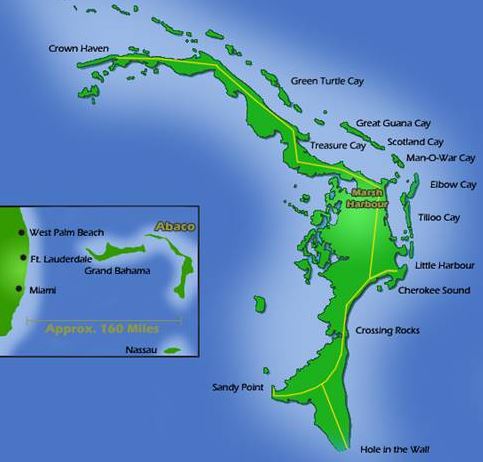 Crown Haven
Green Turtle Cay
Great Guana Cay
Scotland Cay
Treasure Cay
Man-O-War Cay
Elbow Cay
Marsh
Harbour
Tilloo Cay
Abaco
West Palm Beach
Ft. Lauderdale
Grand Bahama
Miami
Approx. 160 Miles
Nassau
Little Harbour
Cherokee Sound
Crossing Rocks
Sandy Point
Hole in the Wall